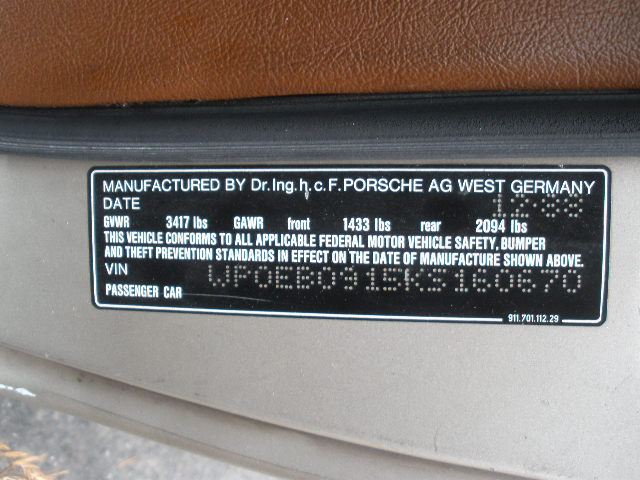 MANUFACTURED BY Dr.Ing.h.c.F.PORSCHE AG WEST GERMANY
DATE 12-88
GVWR 3417 lbs GAWR front 1433 lbs rear 2094 lbs
THIS VEHICLE CONFORMS TO ALL APPLICABLE FEDERAL MOTOR VEHICLE SAFETY, BUMPER
AND THEFT PREVENTION STANDARDS IN EFFECT ON THE DATE OF MANUFACTURE SHOWN ABOVE.
VIN WP0EB0915KS160670
PASSENGER CAR
911.701.112.29